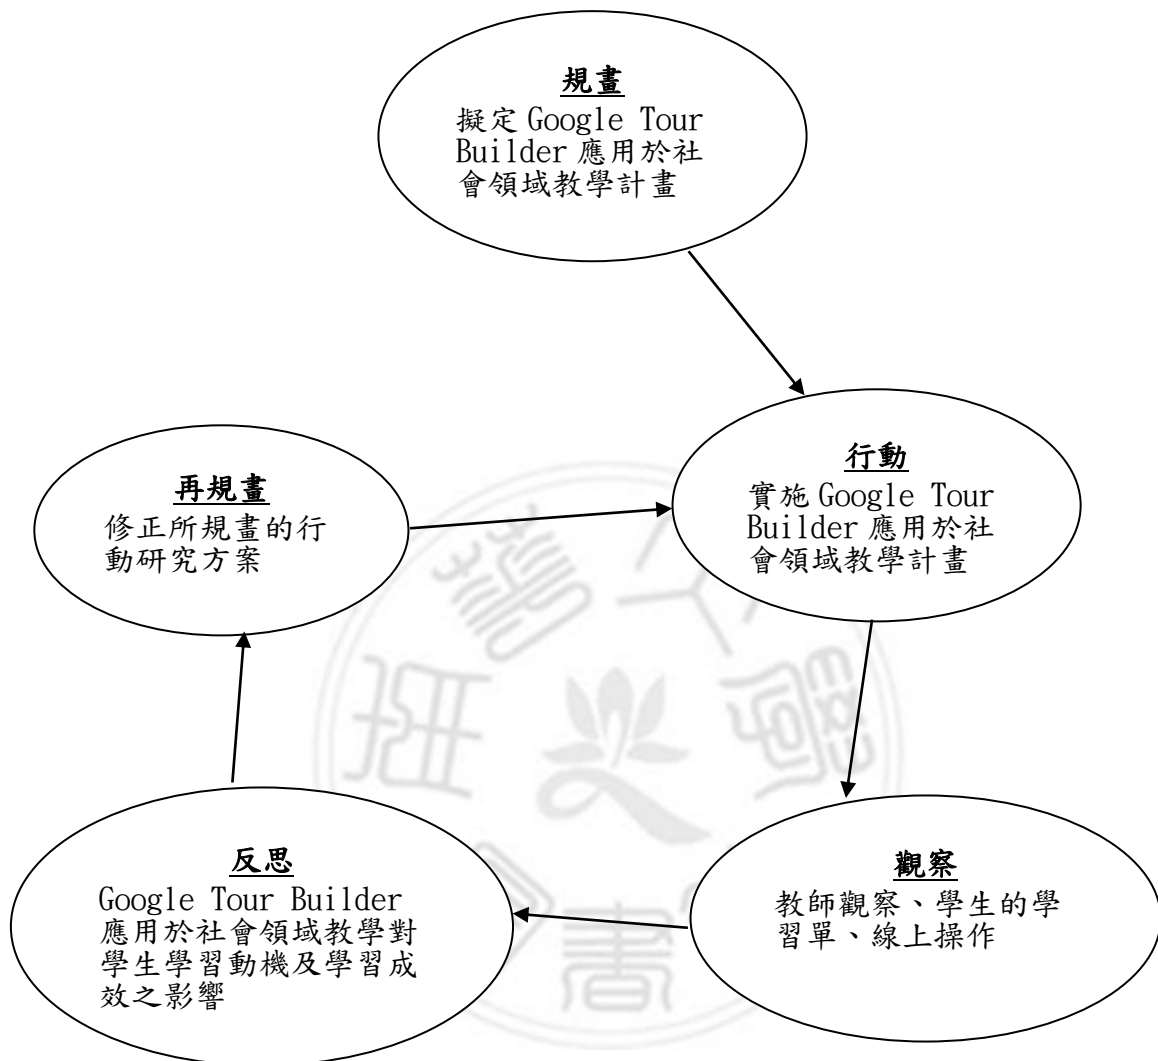 規畫
擬定 Google Tour
Builder 應用於社
會領域教學計畫
行動
實施 Google Tour
Builder 應用於社
會領域教學計畫
再規畫
修正所規畫的行
動研究方案
反思
Google Tour Builder
應用於社會領域教學對
學生學習動機及學習成
效之影響
觀察
教師觀察、學生的學
習單、線上操作